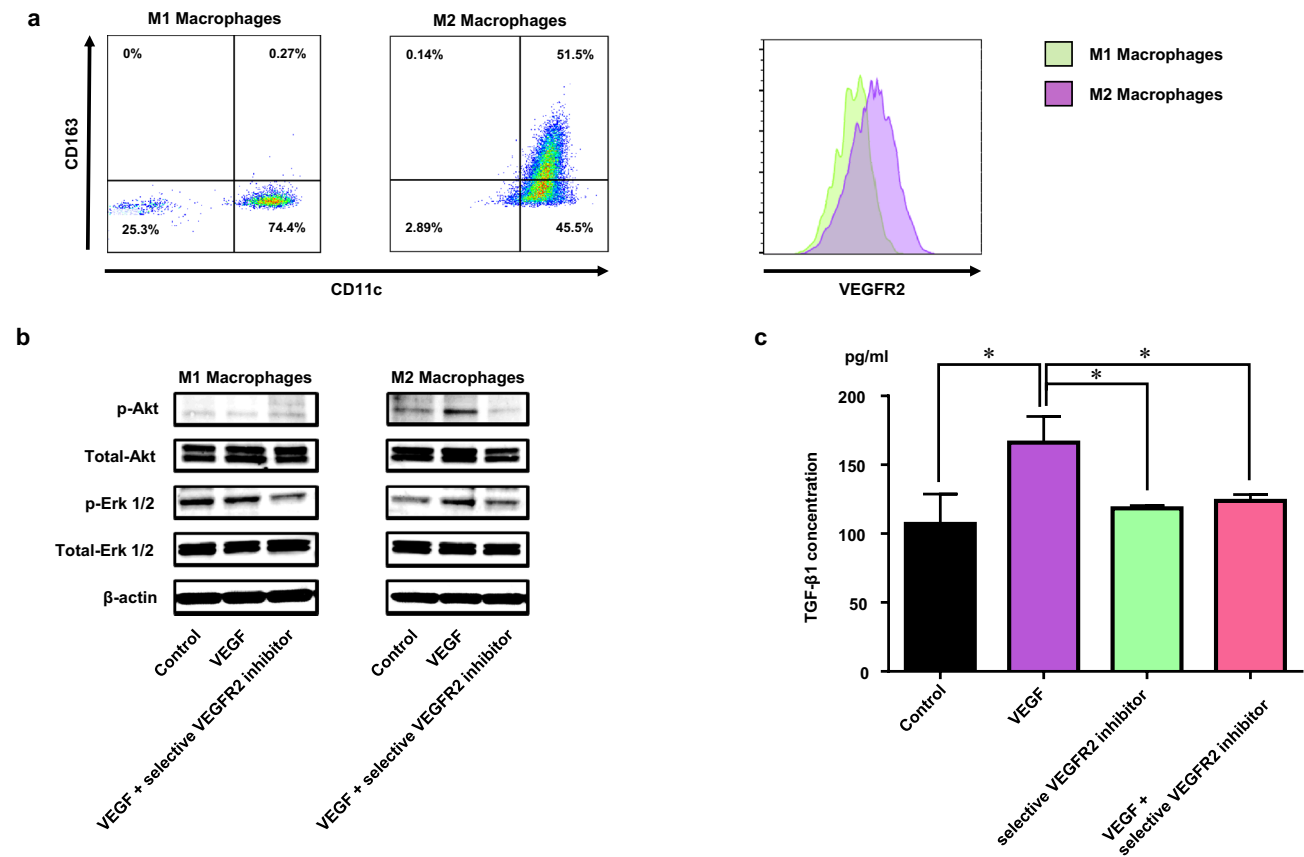 a
M1 Macrophages
M2 Macrophages
0%
0.27%
25.3%
74.4%
0.14%
51.5%
2.89%
45.5%
CD163
CD11c
VEGFR2
M1 Macrophages
M2 Macrophages
b
M1 Macrophages
M2 Macrophages
p-Akt
Total-Akt
p-Erk 1/2
Total-Erk 1/2
β-actin
Control
VEGF
VEGF + selective VEGFR2 inhibitor
Control
VEGF
VEGF + selective VEGFR2 inhibitor
c
pg/ml
*
*
*
200
150
100
50
0
TGF-β1 concentration
Control
VEGF
selective VEGFR2 inhibitor
VEGF +
selective VEGFR2 inhibitor